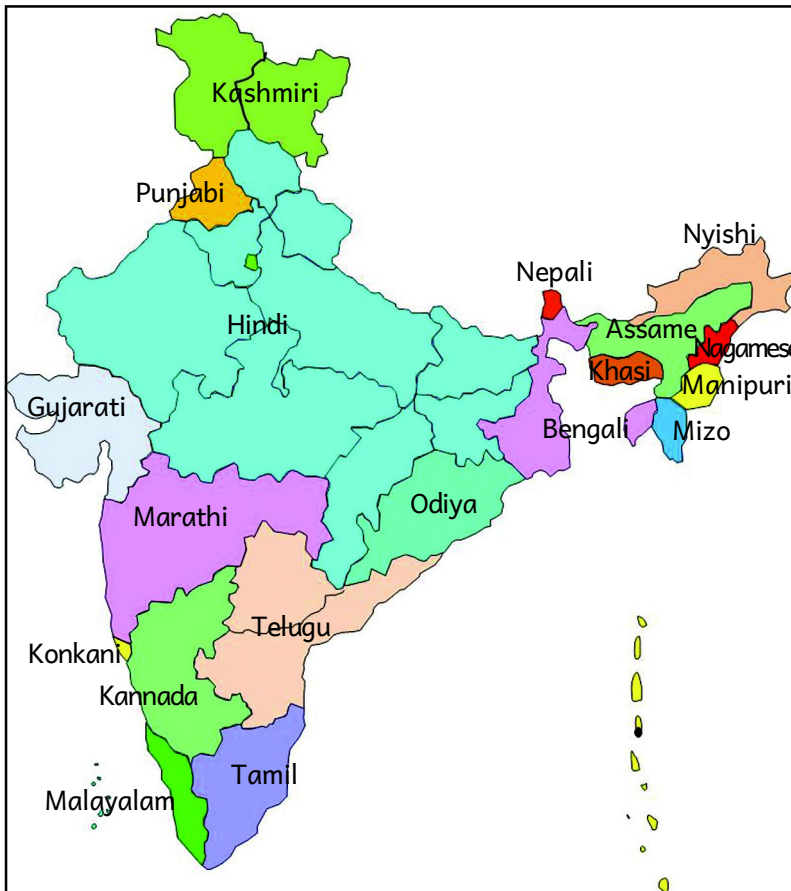 Kashmiri
Punjabi
Nyishi
Nepali
Hindi
Assame
Nagamese
Khasi
Manipuri
Gujarati
Bengali
Mizo
Odiya
Marathi
Telugu
Konkani
Kannada
Tamil
Malayalam